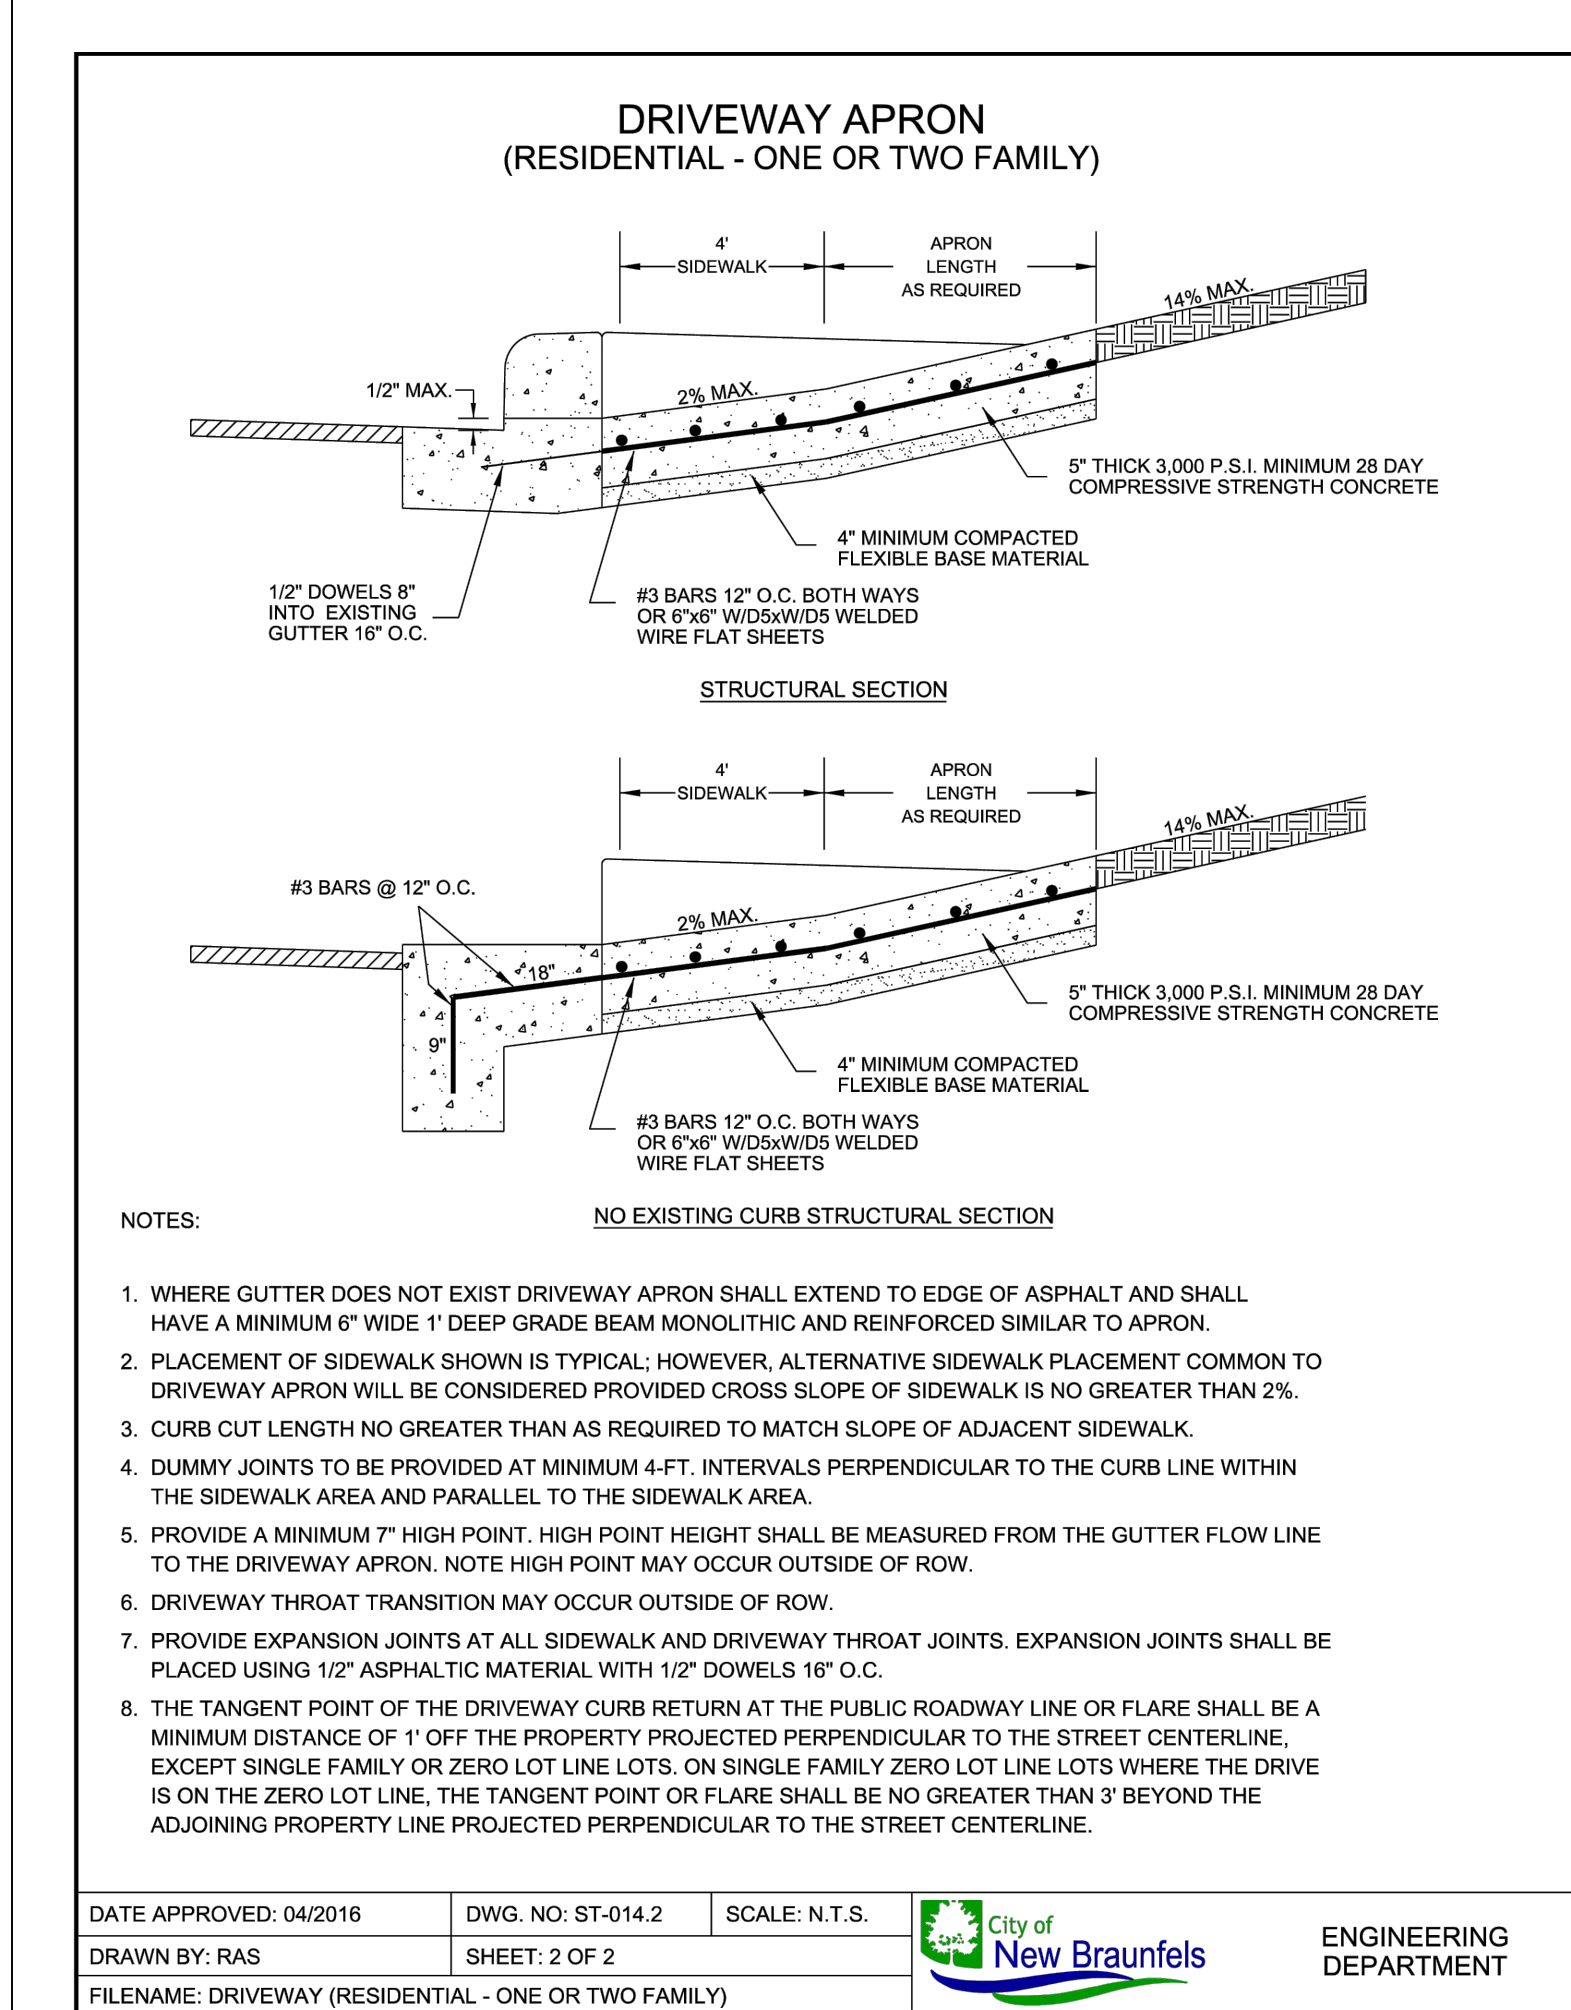 DRIVEWAY APRON
(RESIDENTIAL - ONE OR TWO FAMILY)
4'
SIDEWALK
APRON
LENGTH
AS REQUIRED
14% MAX.
1/2" MAX.
2% MAX.
5" THICK 3,000 P.S.I. MINIMUM 28 DAY
COMPRESSIVE STRENGTH CONCRETE
4" MINIMUM COMPACTED
FLEXIBLE BASE MATERIAL
1/2" DOWELS 8"
INTO EXISTING
GUTTER 16" O.C.
#3 BARS 12" O.C. BOTH WAYS
OR 6"x6" W/D5xW/D5 WELDED
WIRE FLAT SHEETS
STRUCTURAL SECTION
4'
SIDEWALK
APRON
LENGTH
AS REQUIRED
14% MAX.
#3 BARS @ 12" O.C.
2% MAX.
18"
9"
5" THICK 3,000 P.S.I. MINIMUM 28 DAY
COMPRESSIVE STRENGTH CONCRETE
4" MINIMUM COMPACTED
FLEXIBLE BASE MATERIAL
#3 BARS 12" O.C. BOTH WAYS
OR 6"x6" W/D5xW/D5 WELDED
WIRE FLAT SHEETS
NO EXISTING CURB STRUCTURAL SECTION
NOTES:
1. WHERE GUTTER DOES NOT EXIST DRIVEWAY APRON SHALL EXTEND TO EDGE OF ASPHALT AND SHALL
HAVE A MINIMUM 6" WIDE 1' DEEP GRADE BEAM MONOLITHIC AND REINFORCED SIMILAR TO APRON.
2. PLACEMENT OF SIDEWALK SHOWN IS TYPICAL; HOWEVER, ALTERNATIVE SIDEWALK PLACEMENT COMMON TO
DRIVEWAY APRON WILL BE CONSIDERED PROVIDED CROSS SLOPE OF SIDEWALK IS NO GREATER THAN 2%.
3. CURB CUT LENGTH NO GREATER THAN AS REQUIRED TO MATCH SLOPE OF ADJACENT SIDEWALK.
4. DUMMY JOINTS TO BE PROVIDED AT MINIMUM 4-FT. INTERVALS PERPENDICULAR TO THE CURB LINE WITHIN
THE SIDEWALK AREA AND PARALLEL TO THE SIDEWALK AREA.
5. PROVIDE A MINIMUM 7" HIGH POINT. HIGH POINT HEIGHT SHALL BE MEASURED FROM THE GUTTER FLOW LINE
TO THE DRIVEWAY APRON. NOTE HIGH POINT MAY OCCUR OUTSIDE OF ROW.
6. DRIVEWAY THROAT TRANSITION MAY OCCUR OUTSIDE OF ROW.
7. PROVIDE EXPANSION JOINTS AT ALL SIDEWALK AND DRIVEWAY THROAT JOINTS. EXPANSION JOINTS SHALL BE
PLACED USING 1/2" ASPHALTIC MATERIAL WITH 1/2" DOWELS 16" O.C.
8. THE TANGENT POINT OF THE DRIVEWAY CURB RETURN AT THE PUBLIC ROADWAY LINE OR FLARE SHALL BE A
MINIMUM DISTANCE OF 1' OFF THE PROPERTY PROJECTED PERPENDICULAR TO THE STREET CENTERLINE,
EXCEPT SINGLE FAMILY OR ZERO LOT LINE LOTS. ON SINGLE FAMILY ZERO LOT LINE LOTS WHERE THE DRIVE
IS ON THE ZERO LOT LINE, THE TANGENT POINT OR FLARE SHALL BE NO GREATER THAN 3' BEYOND THE
ADJOINING PROPERTY LINE PROJECTED PERPENDICULAR TO THE STREET CENTERLINE.
DATE APPROVED: 04/2016
DWG. NO: ST-014.2
SCALE: N.T.S.
DRAWN BY: RAS
SHEET: 2 OF 2
FILENAME: DRIVEWAY (RESIDENTIAL - ONE OR TWO FAMILY)
City of
New Braunfels
ENGINEERING
DEPARTMENT